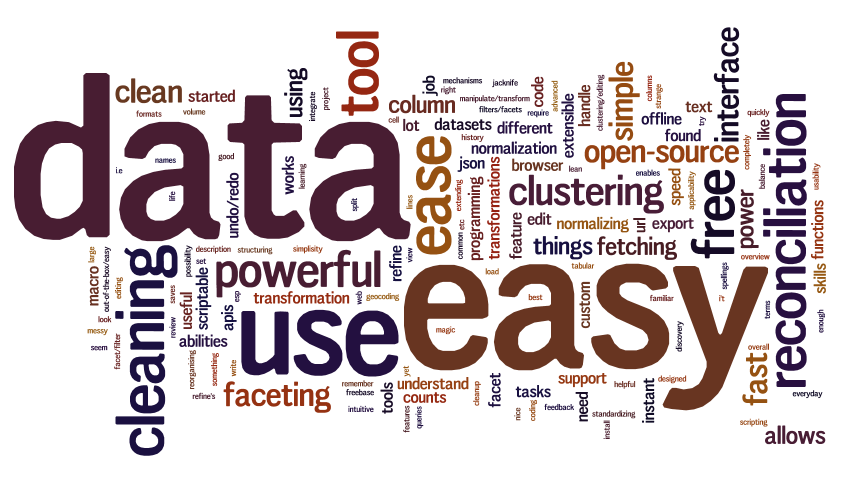 data
easy
use
cleaning
powerful
ease
free
reconciliation
tool
clustering
interface
open-source
simple
faceting
clean
started
formats
volume
using
integrate
project
job
mechanisms
jacknife
right
manipulate/transform
filters/facets
code
require
advanced
extensible
handle
clustering/editing
columns
strange
text
offline
found
try
quickly
like
completely
balance
usability
column
cell
lot
datasets
different
history
normalization
json
browser
lean
enables
speed
applicability
power
functions
skills
overview
i.e
names
life
good
undo/redo
works
learning
split
lines
common
etc
extending
programming
transformations
feature
edit
normalizing
url
export
things
fetching
macro
large
out-of-the-box/easy
editing
look
messy
seem
facet/filter
possibility
description
structuring
simplisity
set
scriptable
useful
saves
review
abilities
apis
esp
transformation
web
geocoding
refine
view
load
tabular
best
custom
magic
familiar
i't
spellings
discovery
terms
enough
reorganising
something
write
refine's
remember
freebase
intuitive
tools
yet
understand
counts
features
queries
cleanup
facet
nice
coding
tasks
feedback
support
need
helpful
standardizing
install
instant
designed
fast
overall
everyday
scripting
allows